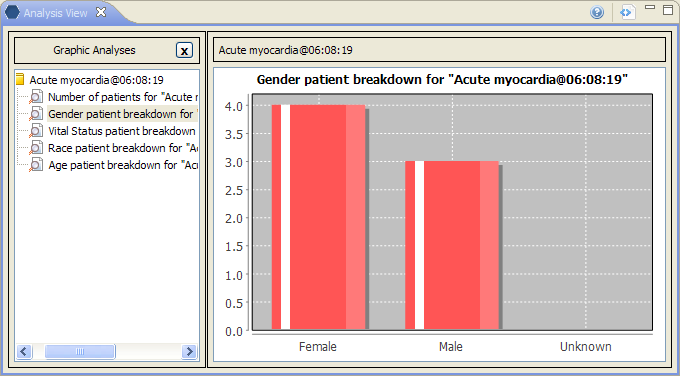 Analysis View
Graphic Analyses
x
Acute myocardia@06:08:19
Number of patients for "Acute r
Gender patient breakdown for
Vital Status patient breakdown
Race patient breakdown for "Ac
Age patient breakdown for "Acu
Acute myocardia@06:08:19
Gender patient breakdown for "Acute myocardia@06:08:19"
4.0
3.5
3.0
2.5
2.0
1.5
1.0
0.5
0.0
Female Male Unknown